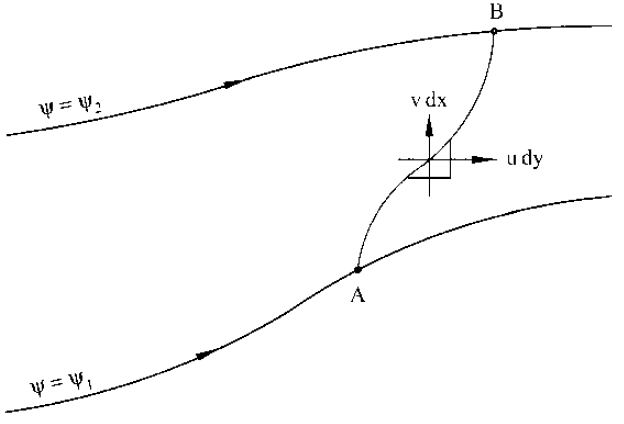 B
v dx
ψ = ψ₂
u dy
A
ψ = ψ₁